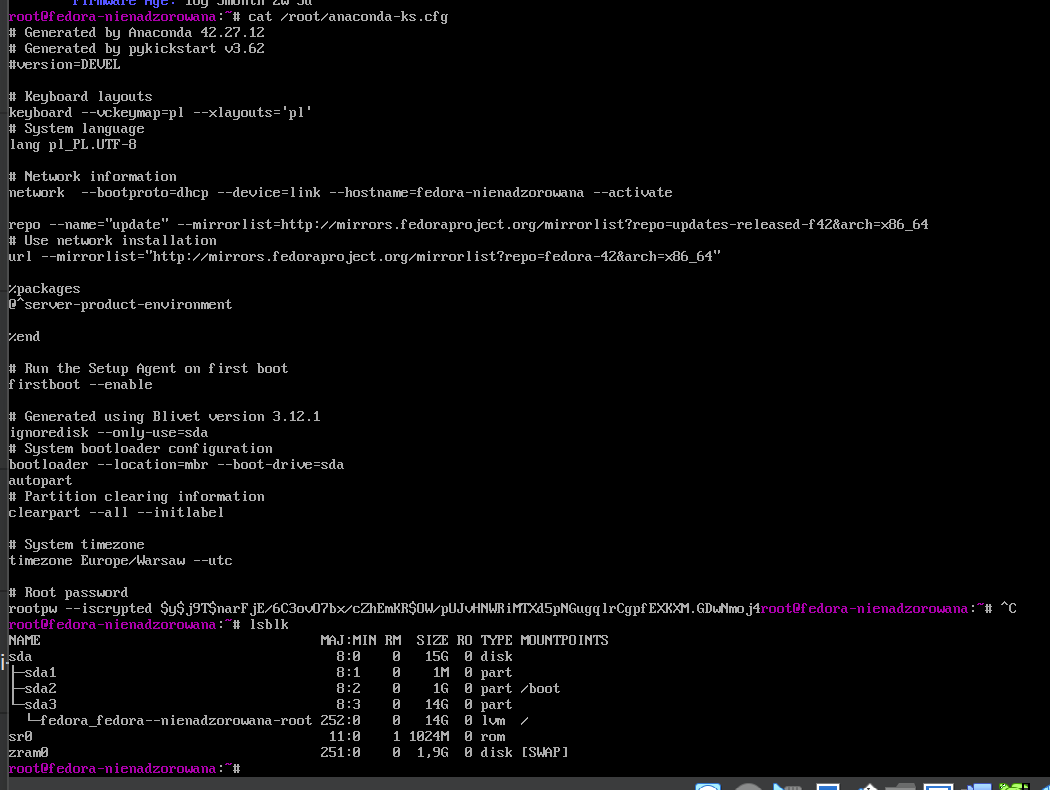 root@fedora-nienadzorowana:~# cat /root/anaconda-ks.cfg
# Generated by Anaconda 42.27.12
# Generated by pykickstart v3.62
#version=DEVEL
# Keyboard layouts
keyboard --vckeymap=pl --xlayouts='pl'
# System language
lang pl_PL.UTF-8
# Network information
network  --bootproto=dhcp --device=link --hostname=fedora-nienadzorowana --activate
repo --name="update" --mirrorlist=http://mirrors.fedoraproject.org/mirrorlist?repo=updates-released-f42&arch=x86_64
# Use network installation
url --mirrorlist="http://mirrors.fedoraproject.org/mirrorlist?repo=fedora-42&arch=x86_64"
%packages
@^server-product-environment
%end
# Run the Setup Agent on first boot
firstboot --enable
# Generated using Blivet version 3.12.1
ignoredisk --only-use=sda
# System bootloader configuration
bootloader --location=mbr --boot-drive=sda
autopart
# Partition clearing information
clearpart --all --initlabel
# System timezone
timezone Europe/Warsaw --utc
# Root password
rootpw --iscrypted $y$j9T$narFjE/6C3ovO7bx/cZhEmKR$OW/pUJvHNWRiMTXd5pNGugqlrCgpfEXKXM.GDwNmoj4root@fedora-nienadzorowana:~# ^C
root@fedora-nienadzorowana:~# lsblk
NAME MAJ:MIN RM SIZE RO TYPE MOUNTPOINTS
sda 8:0 0 15G 0 disk
├─sda1 8:1 0 1M 0 part
├─sda2 8:2 0 1G 0 part /boot
└─sda3 8:3 0 14G 0 part
  └─fedora_fedora--nienadzorowana-root 252:0 0 14G 0 lvm /
sr0 11:0 1 1024M 0 rom
zram0 251:0 0 1,9G 0 disk [SWAP]
root@fedora-nienadzorowana:~#